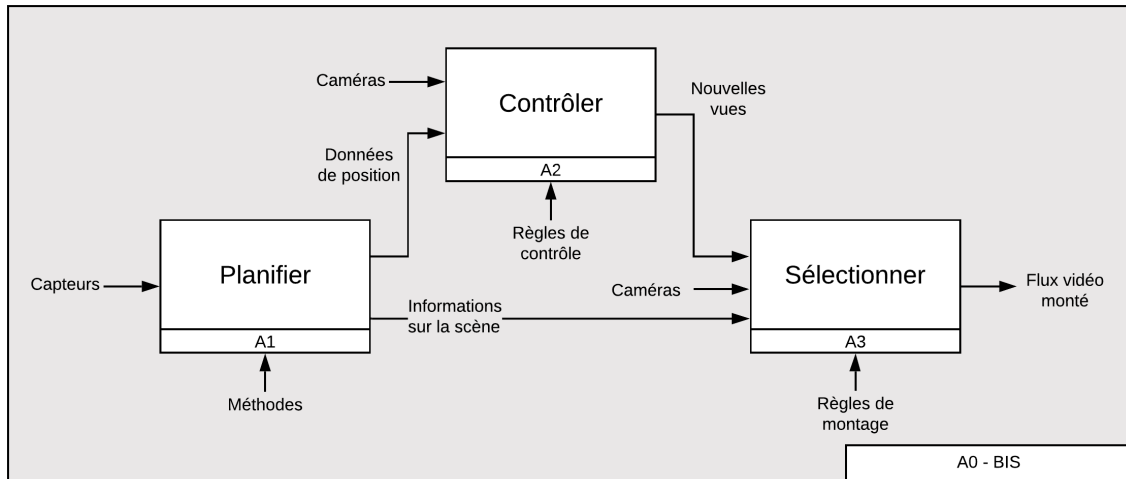 Caméras
Contrôler
A2
Nouvelles
vues
Données
de position
Règles de
contrôle
Capteurs
Planifier
A1
Méthodes
Informations
sur la scène
Caméras
Sélectionner
A3
Flux vidéo
monté
Règles de
montage
A0 - BIS